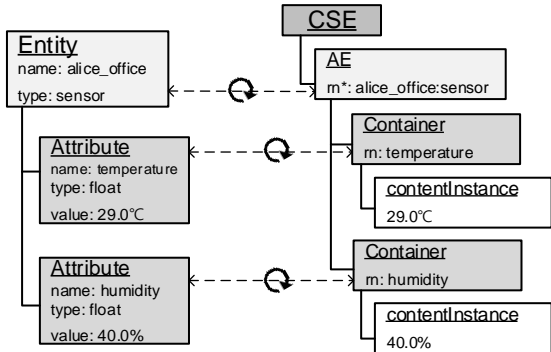 CSE
Entity
name: alice_office
type: sensor
AE
rn*: alice_office:sensor
Attribute
name: temperature
type: float
value: 29.0℃
Container
rn: temperature
contentInstance
29.0℃
Attribute
name: humidity
type: float
value: 40.0%
Container
rn: humidity
contentInstance
40.0%